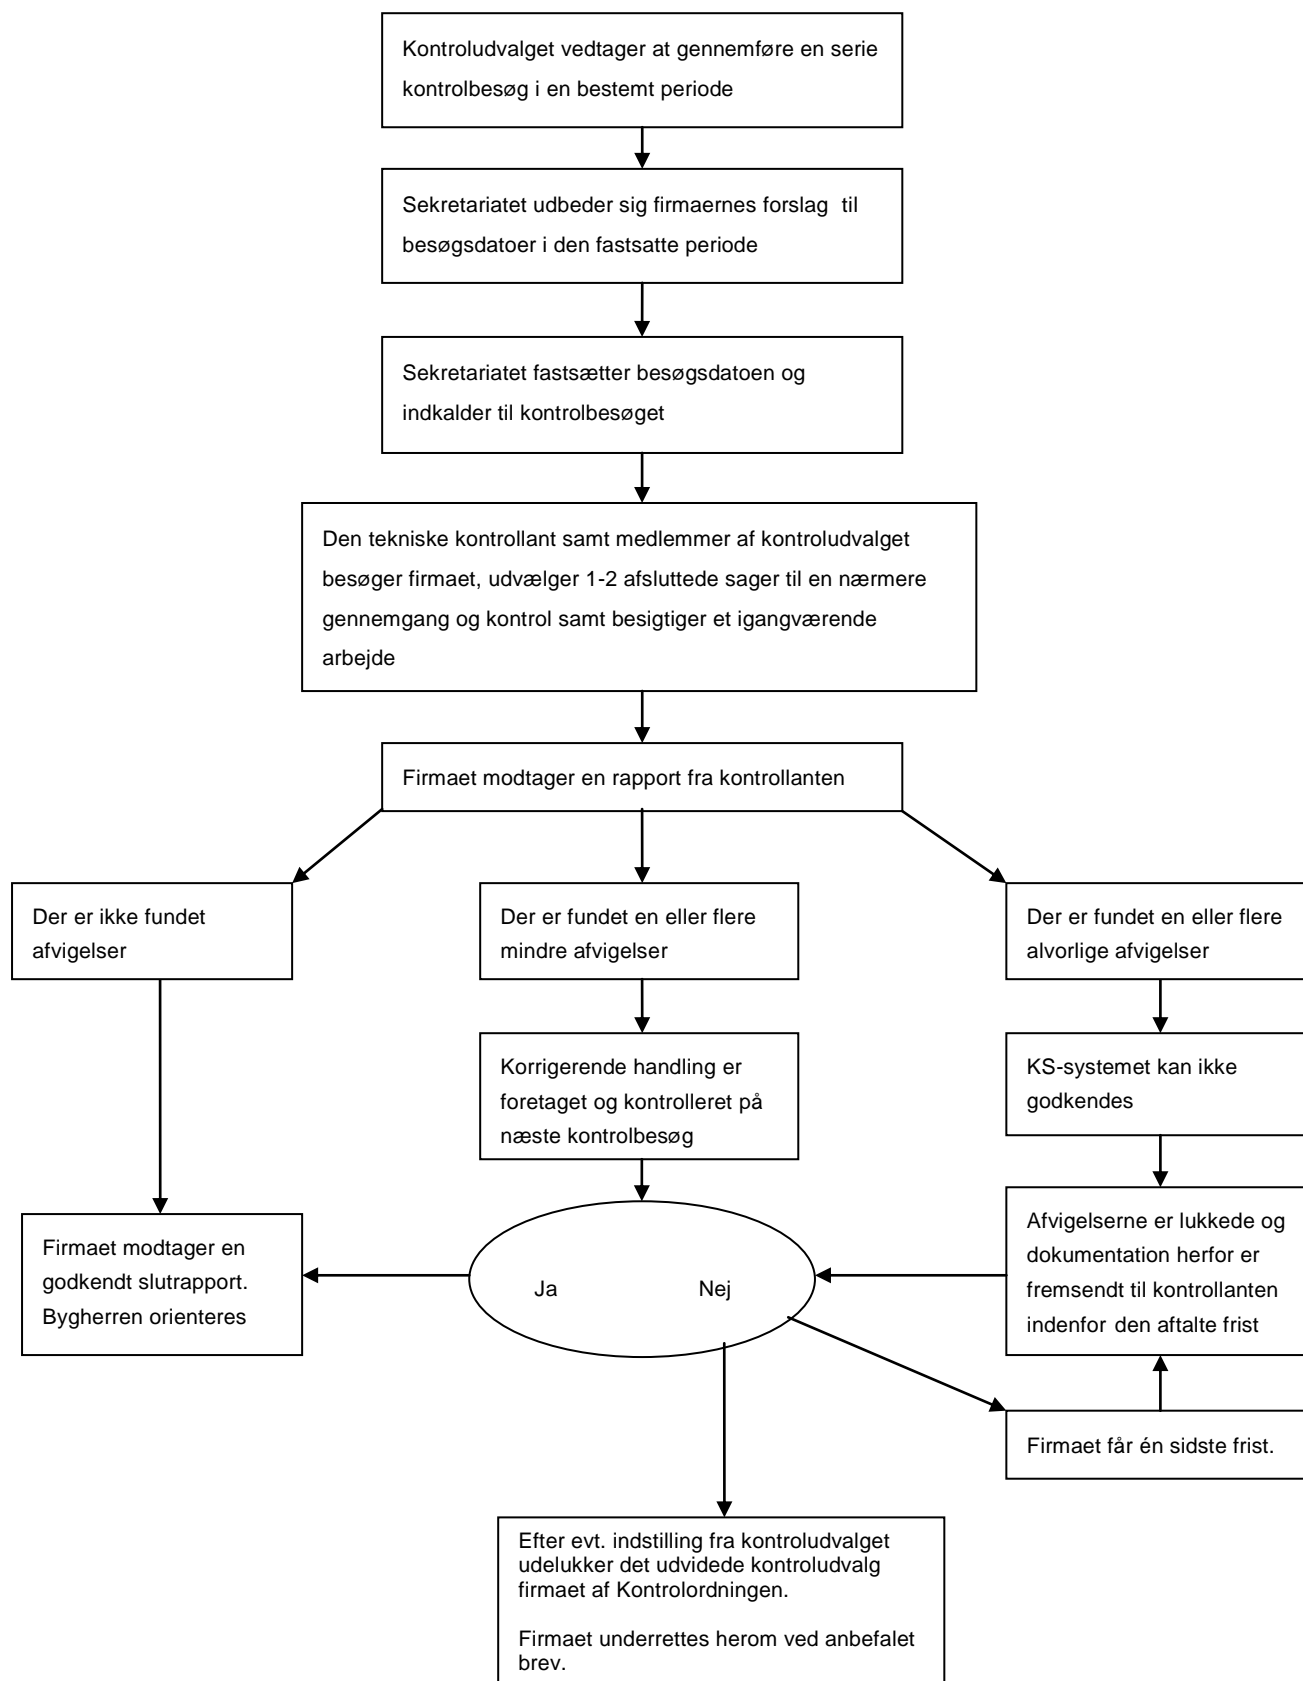 Kontroludvalget vedtager at gennemføre en serie
kontrolbesøg i en bestemt periode
Sekretariatet udbeder sig firmaernes forslag  til
besøgsdatoer i den fastsatte periode
Sekretariatet fastsætter besøgsdatoen og
indkalder til kontrolbesøget
Den tekniske kontrollant samt medlemmer af kontroludvalget
besøger firmaet, udvælger 1-2 afsluttede sager til en nærmere
gennemgang og kontrol samt besigtiger et igangværende
arbejde
Firmaet modtager en rapport fra kontrollanten
Der er ikke fundet
afvigelser
Der er fundet en eller flere
mindre afvigelser
Der er fundet en eller flere
alvorlige afvigelser
Korrigerende handling er
foretaget og kontrolleret på
næste kontrolbesøg
KS-systemet kan ikke
godkendes
Firmaet modtager en
godkendt slutrapport.
Bygherren orienteres
Ja
Nej
Afvigelserne er lukkede og
dokumentation herfor er
fremsendt til kontrollanten
indenfor den aftalte frist
Firmaet får én sidste frist.
Efter evt. indstilling fra kontroludvalget
udelukker det udvidede kontroludvalg
firmaet af Kontrolordningen.
Firmaet underrettes herom ved anbefalet
brev.